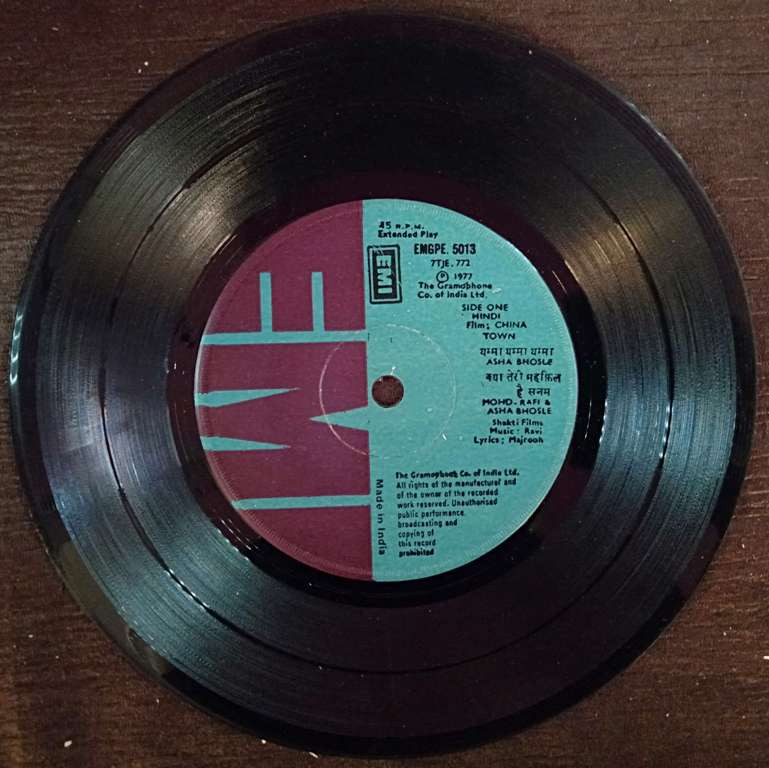 EMI
45 R.P.M.
Extended Play
EMI
EMGPE. 5013
7TJE. 772
Ⓟ 1977
The Gramophone
Co. of India Ltd.
SIDE ONE
HINDI
Film; CHINA
TOWN
यम्मा यम्मा यम्मा
ASHA BHOSLE
क्या तेरी महफ़िल
है सनम
MOHD. RAFI &
ASHA BHOSLE
Shakti Films
Music: Ravi
Lyrics; Majrooh
The Gramophone Co. of India Ltd.
All rights of the manufacturer and
of the owner of the recorded
work reserved. Unauthorised
public performance,
broadcasting and
copying of
this record
prohibited
Made in India